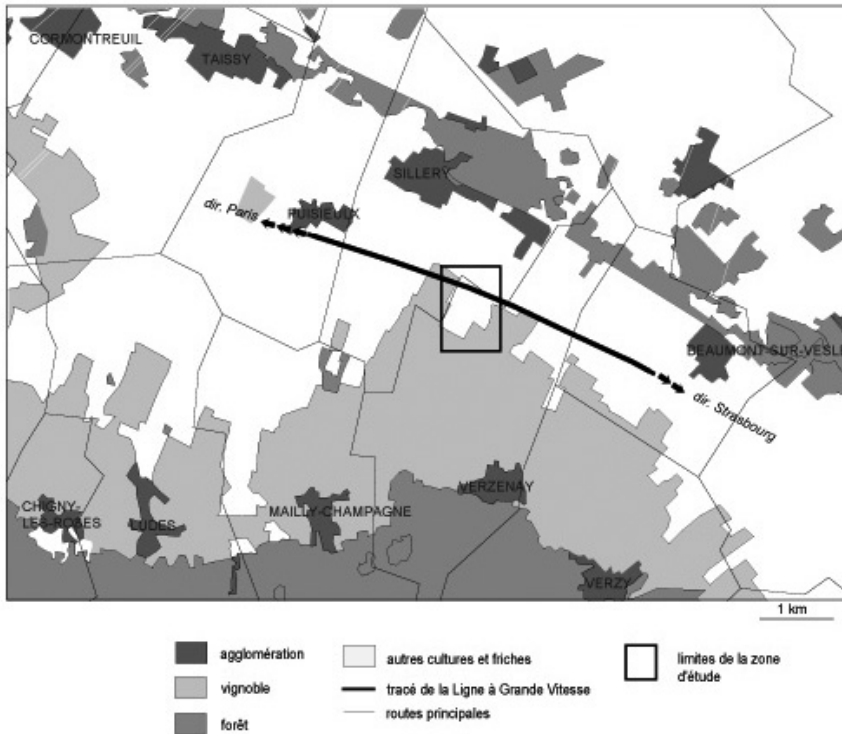 CORMONTREUIL
TAISSY
SILLERY
PUISIEULX
dir. Paris
BEAUMONT-SUR-VESLE
dir. Strasbourg
VERZENAY
CHIGNY-
LES-ROSES
LUDES
MAILLY-CHAMPAGNE
VERZY
1 km
agglomération
vignoble
forêt
autres cultures et friches
tracé de la Ligne à Grande Vitesse
routes principales
limites de la zone
d'étude